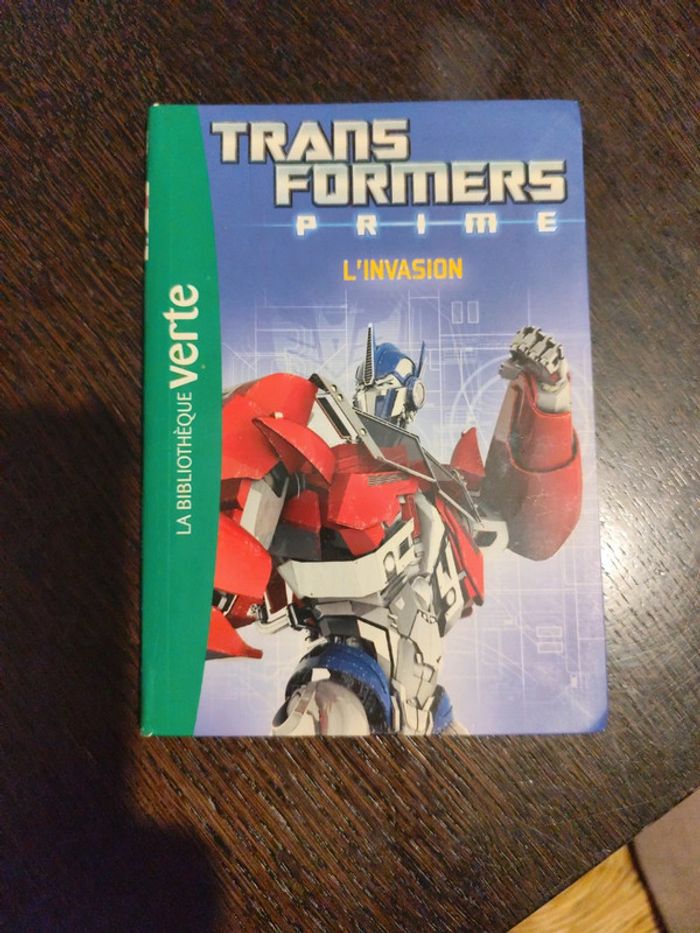 TRANS
FORMERS
PRIME
L'INVASION
LA BIBLIOTHÈQUE verte